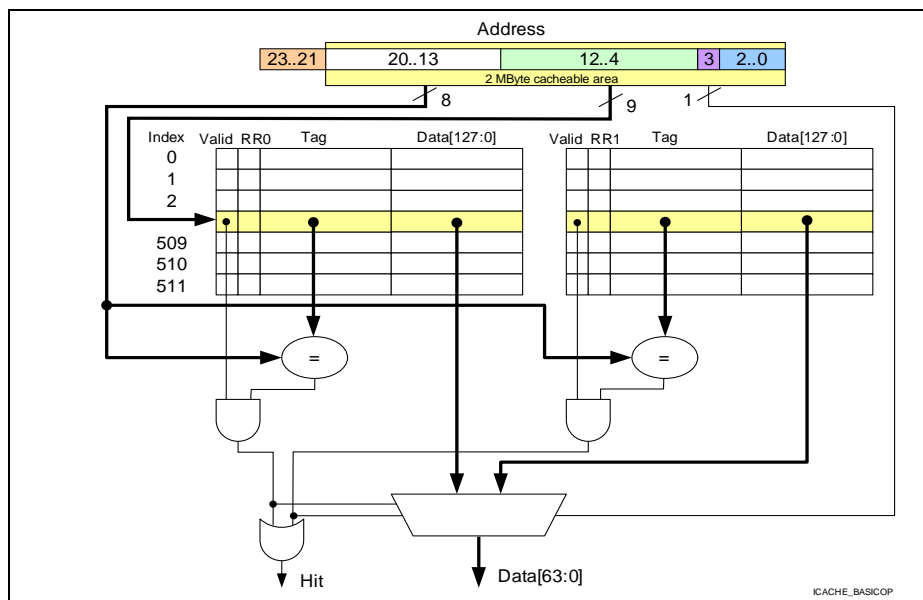 Address
23..21 20..13 12..4 3 2..0
2 MByte cacheable area
8 9 1
Index Valid RR0 Tag Data[127:0] Valid RR1 Tag Data[127:0]
0
1
2
509
510
511
= =
Hit Data[63:0]
ICACHE_BASICOP